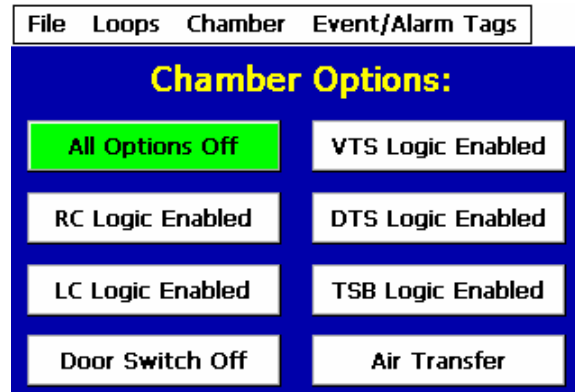 File Loops Chamber Event/Alarm Tags
Chamber Options:
All Options Off VTS Logic Enabled
RC Logic Enabled DTS Logic Enabled
LC Logic Enabled TSB Logic Enabled
Door Switch Off Air Transfer